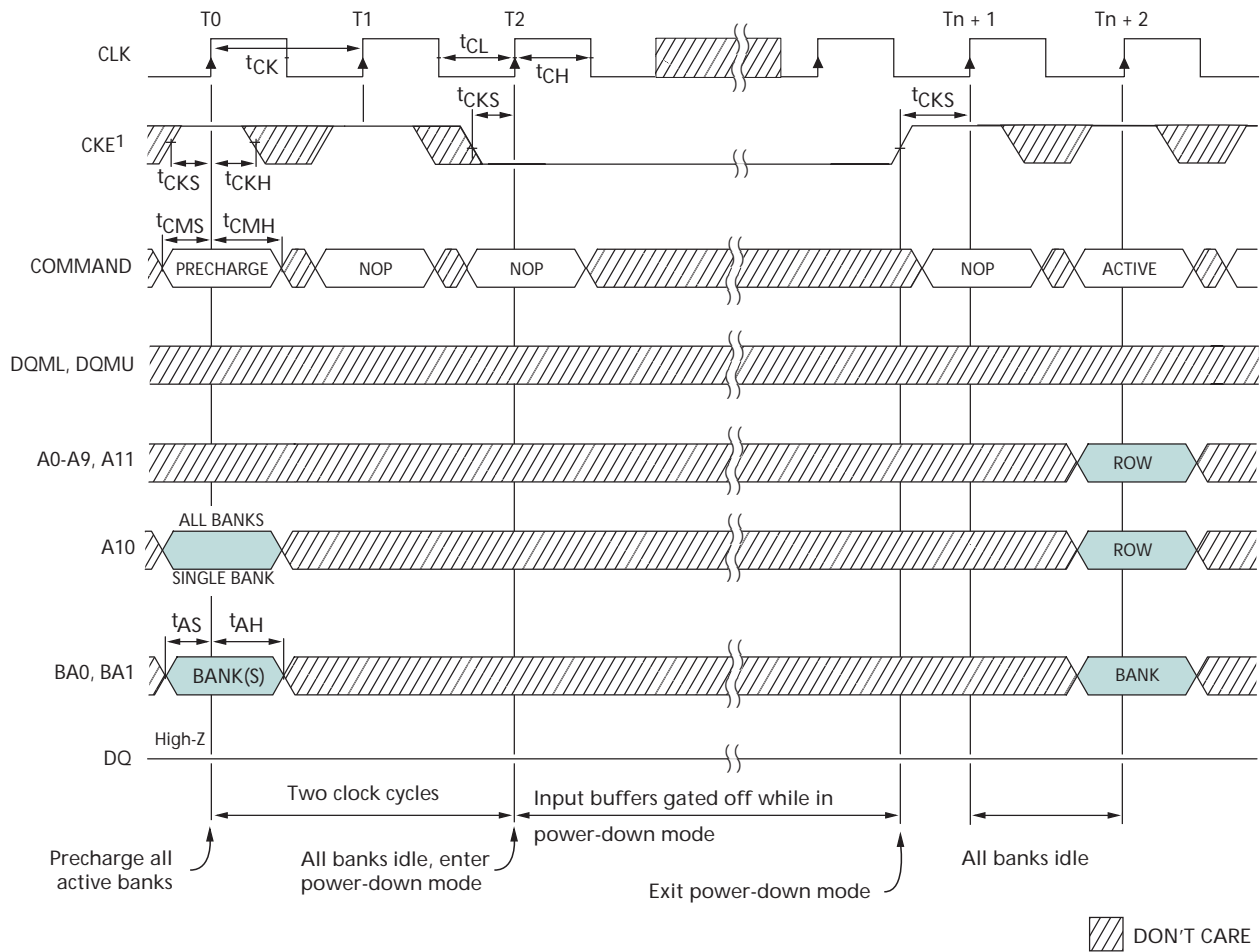 T0 T1 T2 Tn + 1 Tn + 2
CLK
tCK
tCL
tCH
tCKS
tCKS
CKE1
tCKS
tCKH
tCMS
tCMH
COMMAND
PRECHARGE
NOP
NOP
NOP
ACTIVE
DQML, DQMU
A0-A9, A11
ROW
ALL BANKS
A10
ROW
SINGLE BANK
tAS
tAH
BA0, BA1
BANK(S)
BANK
High-Z
DQ
Two clock cycles
Input buffers gated off while in
power-down mode
Precharge all
active banks
All banks idle, enter
power-down mode
Exit power-down mode
All banks idle
DON'T CARE